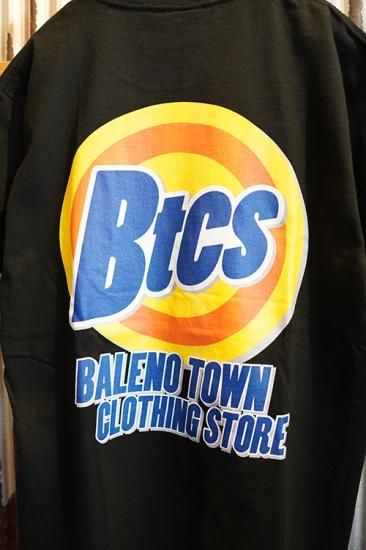 BtCS
BALENO TOWN
CLOTHING STORE